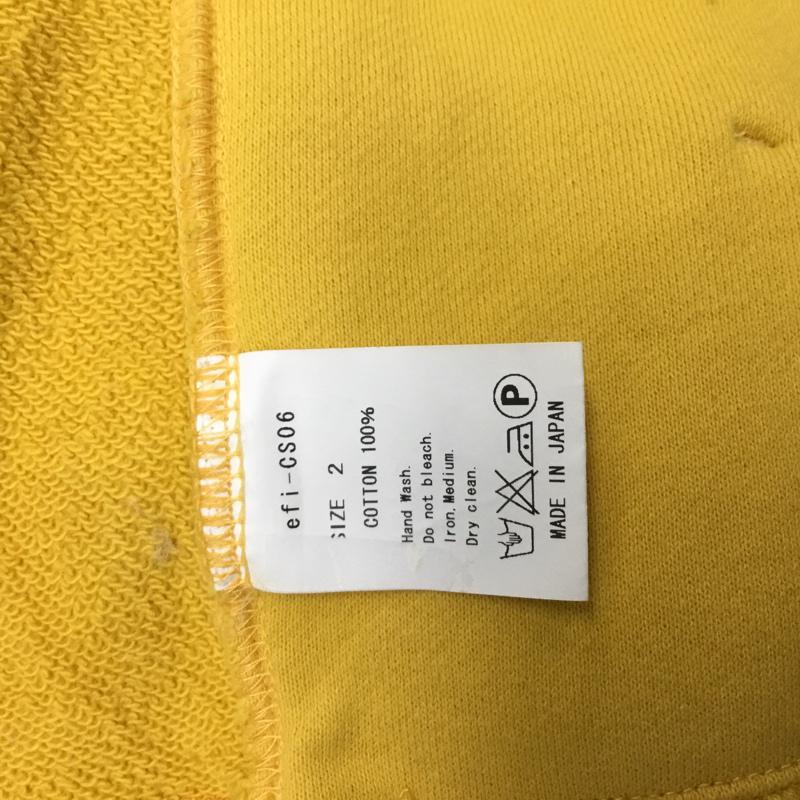 efi-CS06
SIZE 2
COTTON 100%
Hand Wash.
Do not bleach.
Iron.Medium.
Dry clean.
P
MADE IN JAPAN